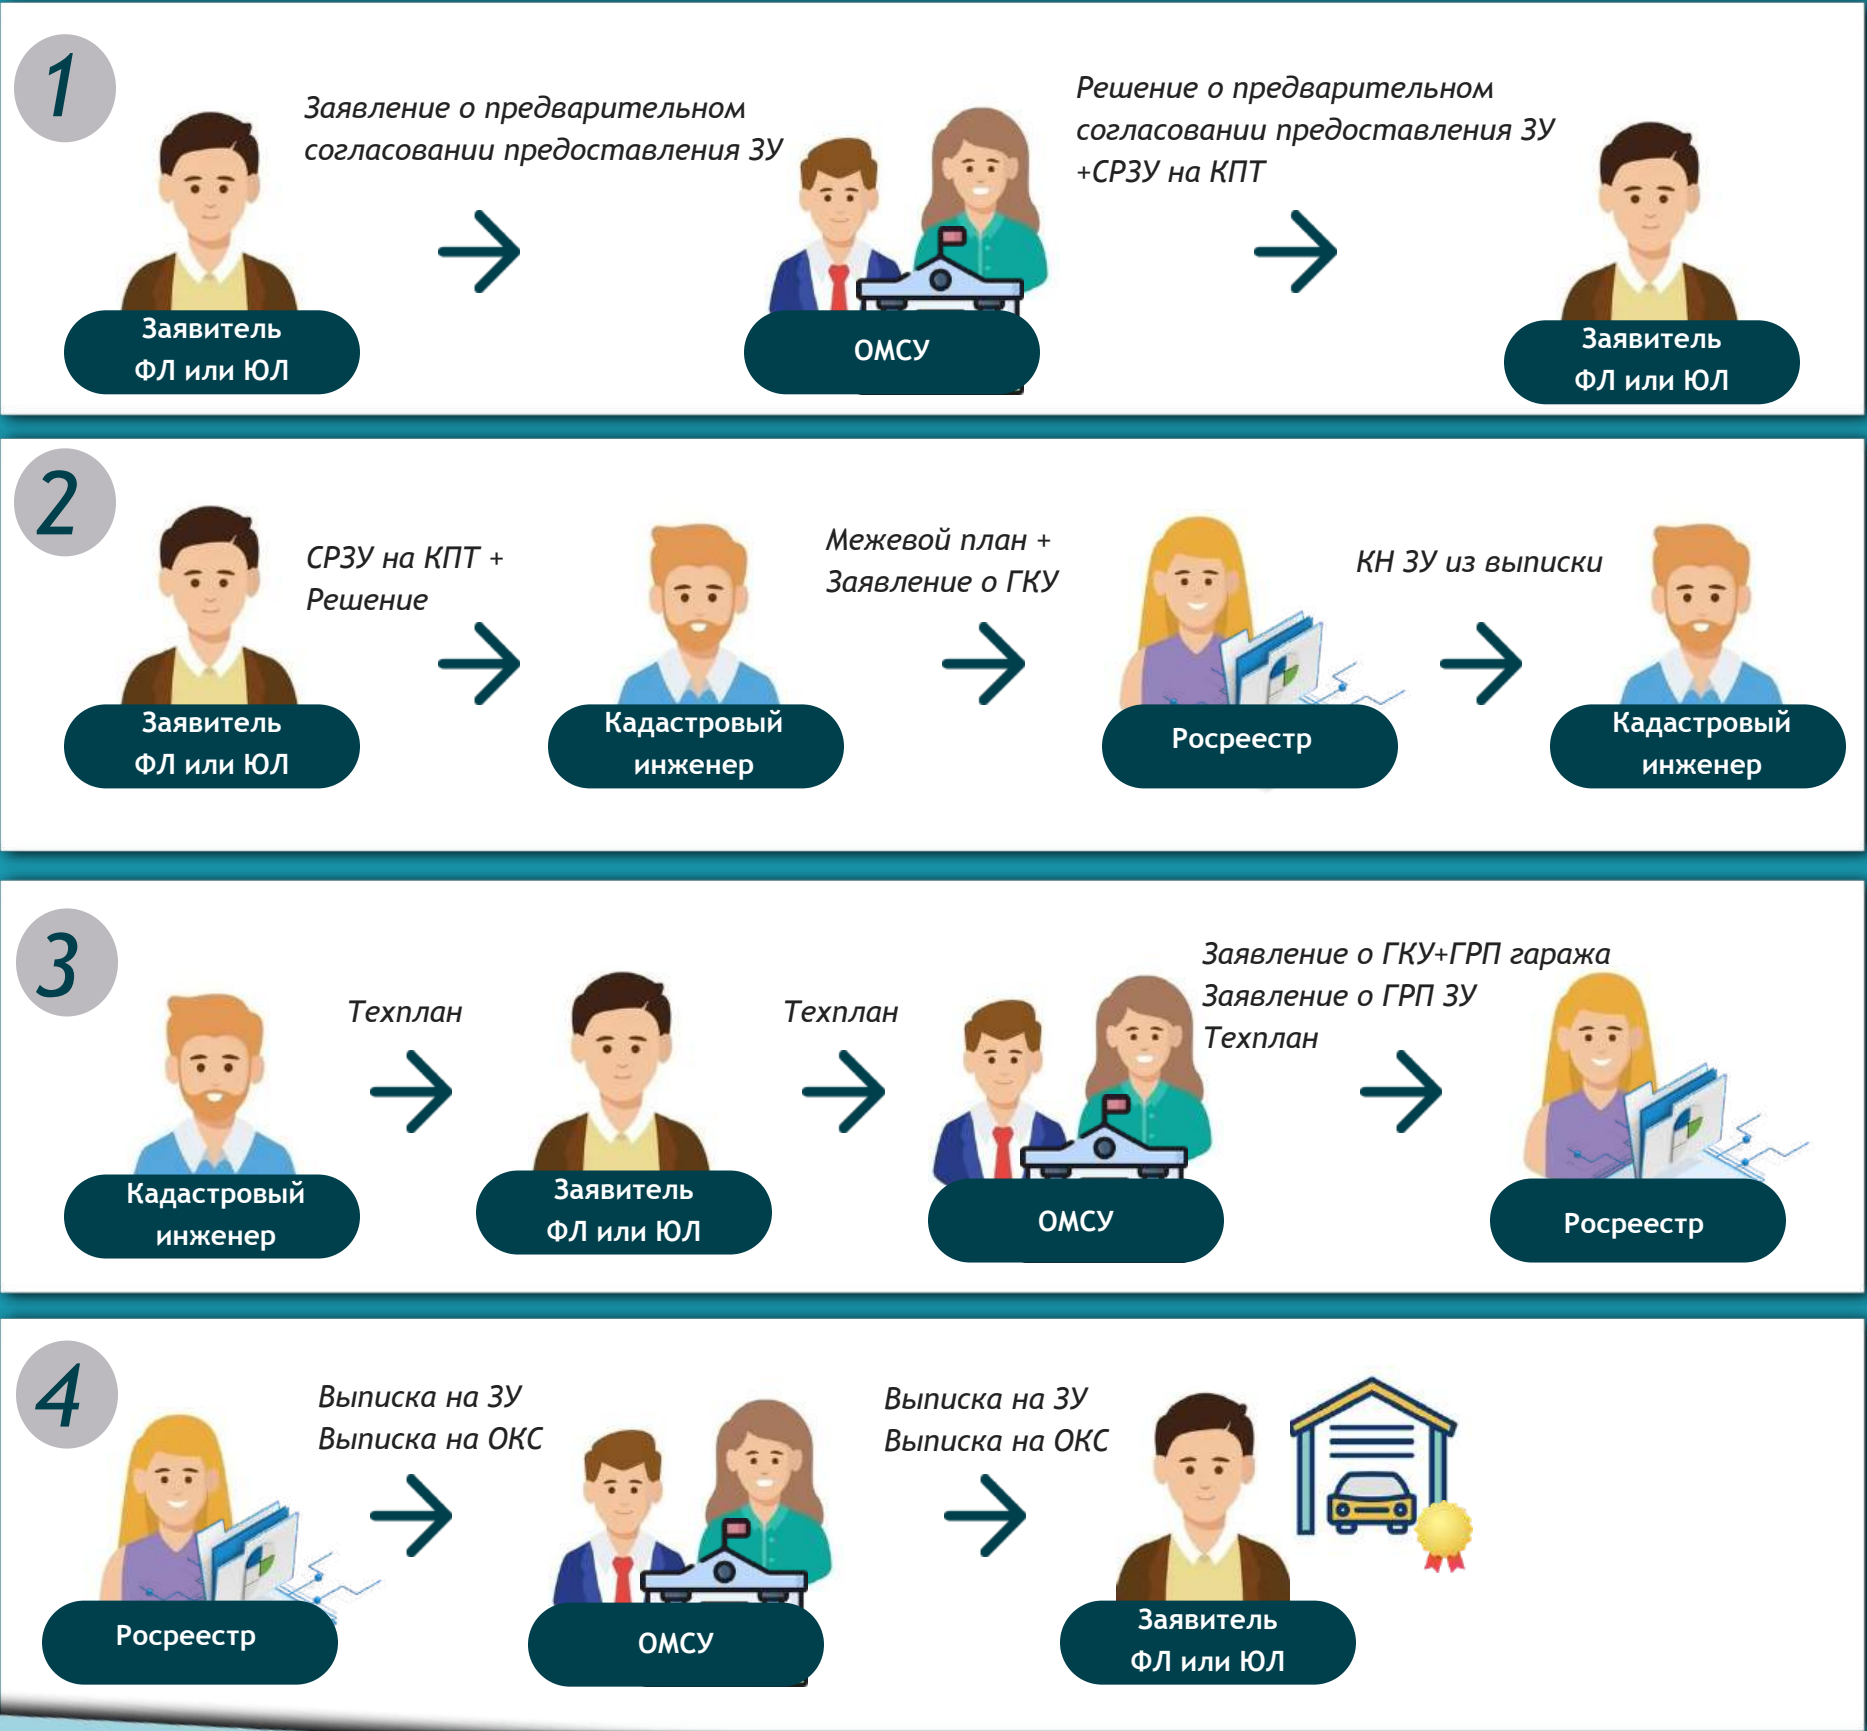 1
Заявление о предварительном
согласовании предоставления ЗУ
Решение о предварительном
согласовании предоставления ЗУ
+СРЗУ на КПТ
Заявитель
ФЛ или ЮЛ
ОМСУ
Заявитель
ФЛ или ЮЛ
2
СРЗУ на КПТ +
Решение
Межевой план +
Заявление о ГКУ
КН ЗУ из выписки
Заявитель
ФЛ или ЮЛ
Кадастровый
инженер
Росреестр
Кадастровый
инженер
3
Техплан
Техплан
Заявление о ГКУ+ГРП гаража
Заявление о ГРП ЗУ
Техплан
Кадастровый
инженер
Заявитель
ФЛ или ЮЛ
ОМСУ
Росреестр
4
Выписка на ЗУ
Выписка на ОКС
Выписка на ЗУ
Выписка на ОКС
Росреестр
ОМСУ
Заявитель
ФЛ или ЮЛ